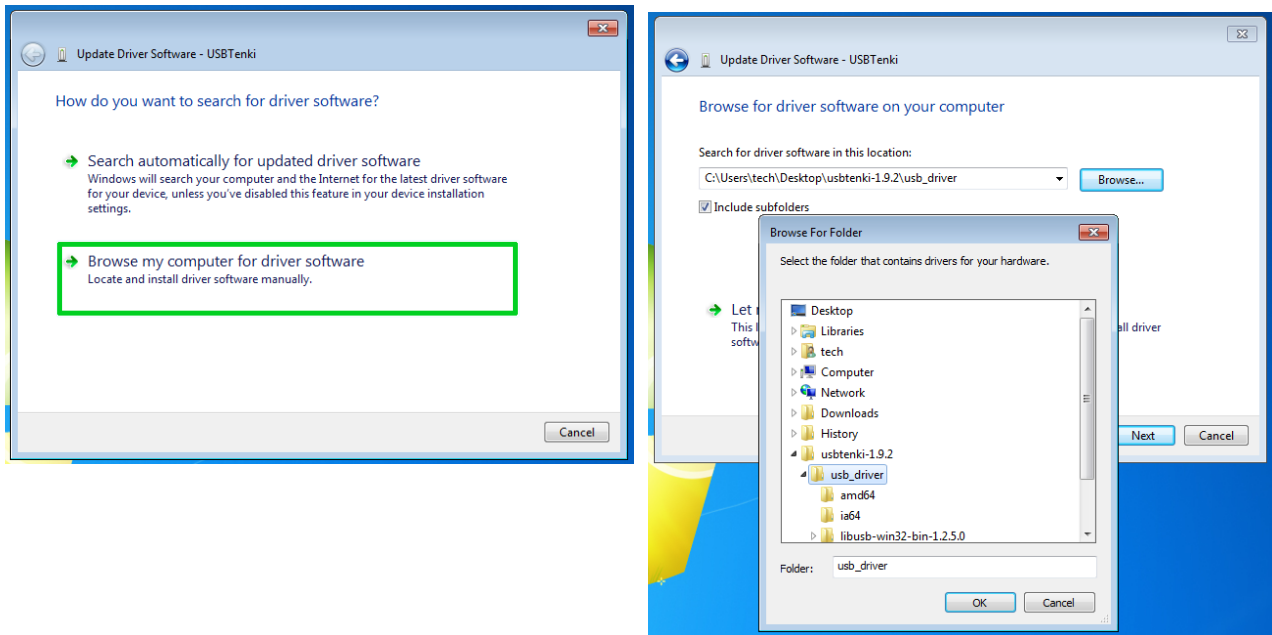 Update Driver Software - USBTenki
How do you want to search for driver software?
Search automatically for updated driver software
Windows will search your computer and the Internet for the latest driver software
for your device, unless you've disabled this feature in your device installation
settings.
Browse my computer for driver software
Locate and install driver software manually.
Cancel
Update Driver Software - USBTenki
Browse for driver software on your computer
Search for driver software in this location:
C:\Users\tech\Desktop\usbtenki-1.9.2\usb_driver
Browse...
Include subfolders
Let
This
all driver
softw
Next
Cancel
Browse For Folder
Select the folder that contains drivers for your hardware.
Desktop
Libraries
tech
Computer
Network
Downloads
History
usbtenki-1.9.2
usb_driver
amd64
ia64
libusb-win32-bin-1.2.5.0
Folder:
usb_driver
OK
Cancel